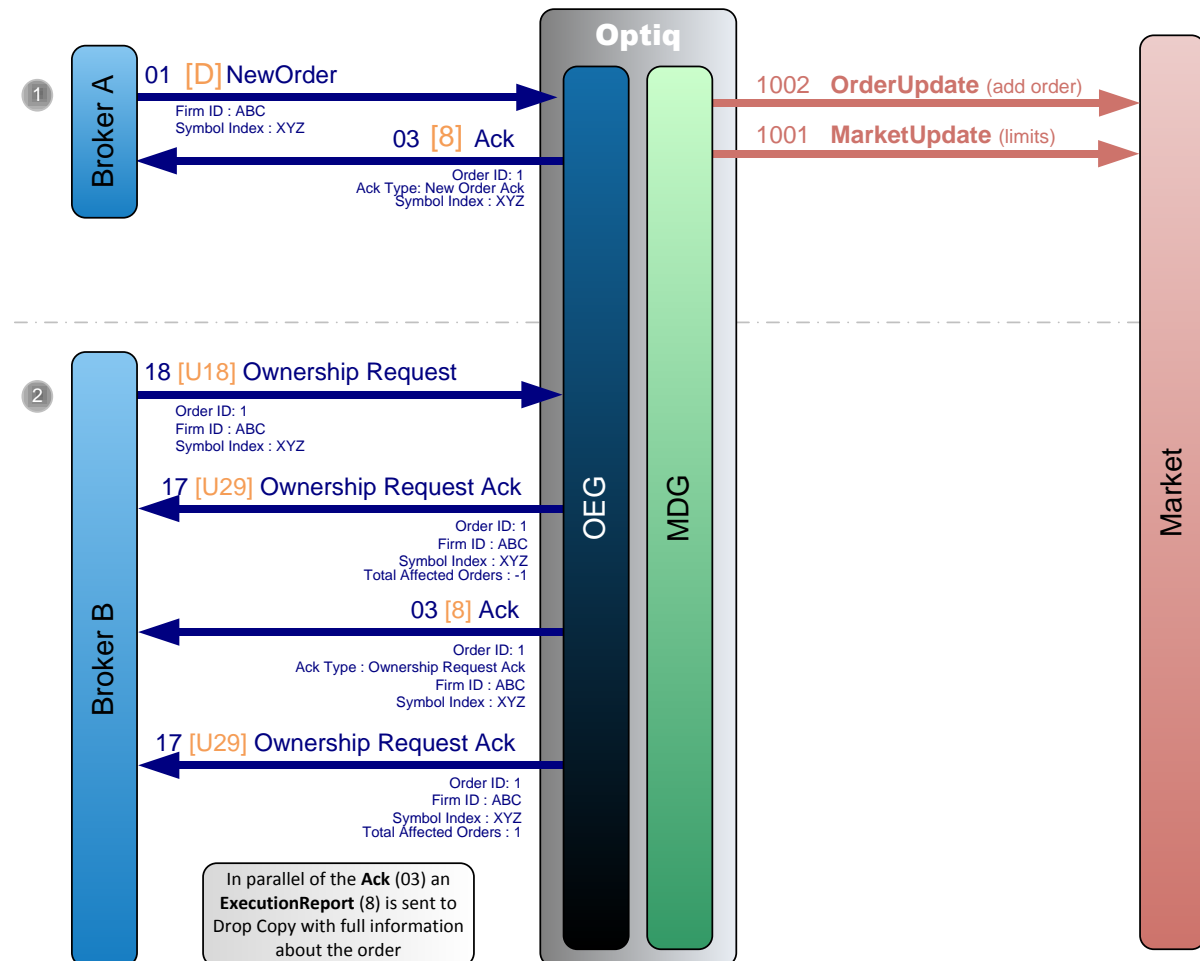 Optiq
1
Broker A
01 [D] NewOrder
Firm ID : ABC
Symbol Index : XYZ
03 [8] Ack
Order ID: 1
Ack Type: New Order Ack
Symbol Index : XYZ
1002 OrderUpdate (add order)
1001 MarketUpdate (limits)
OEG
MDG
Market
2
Broker B
18 [U18] Ownership Request
Order ID: 1
Firm ID : ABC
Symbol Index : XYZ
17 [U29] Ownership Request Ack
Order ID: 1
Firm ID : ABC
Symbol Index : XYZ
Total Affected Orders : -1
03 [8] Ack
Order ID: 1
Ack Type : Ownership Request Ack
Firm ID : ABC
Symbol Index : XYZ
17 [U29] Ownership Request Ack
Order ID: 1
Firm ID : ABC
Symbol Index : XYZ
Total Affected Orders : 1
In parallel of the Ack (03) an
ExecutionReport (8) is sent to
Drop Copy with full information
about the order